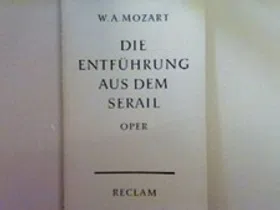 W. A. MOZART
DIE
ENTFÜHRUNG
AUS DEM
SERAIL
OPER
RECLAM